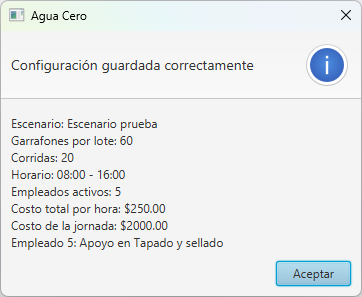 Agua Cero
Configuración guardada correctamente
i
Escenario: Escenario prueba
Garrafones por lote: 60
Corridas: 20
Horario: 08:00 - 16:00
Empleados activos: 5
Costo total por hora: $250.00
Costo de la jornada: $2000.00
Empleado 5: Apoyo en Tapado y sellado
Aceptar